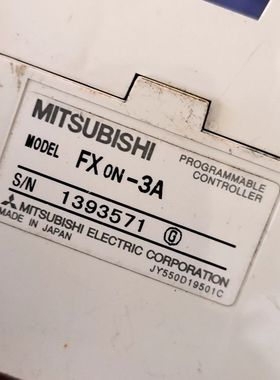 MITSUBISHI
PROGRAMMABLE
CONTROLLER
MODEL FX0N-3A
S/N 1393571 G
MITSUBISHI ELECTRIC CORPORATION
MADE IN JAPAN JY550D19501C